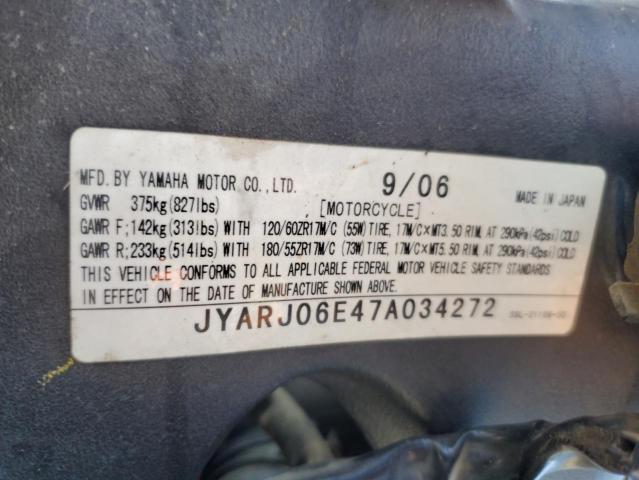 MFD. BY YAMAHA MOTOR CO., LTD. 9/06 MADE IN JAPAN
GVWR 375kg(827lbs) [MOTORCYCLE]
GAWR F;142kg(313lbs)WITH 120/60ZR17M/C (55W)TIRE, 17M/C×MT3.50 RIM, AT 290kPa(42psi)COLD
GAWR R;233kg(514lbs)WITH 180/55ZR17M/C (73W)TIRE, 17M/C×MT5.50 RIM, AT 290kPa(42psi)COLD
THIS VEHICLE CONFORMS TO ALL APPLICABLE FEDERAL MOTOR VEHICLE SAFETY STANDARDS
IN EFFECT ON THE DATE OF MANUFACTURE SHOWN ABOVE.
JYARJ06E47A034272